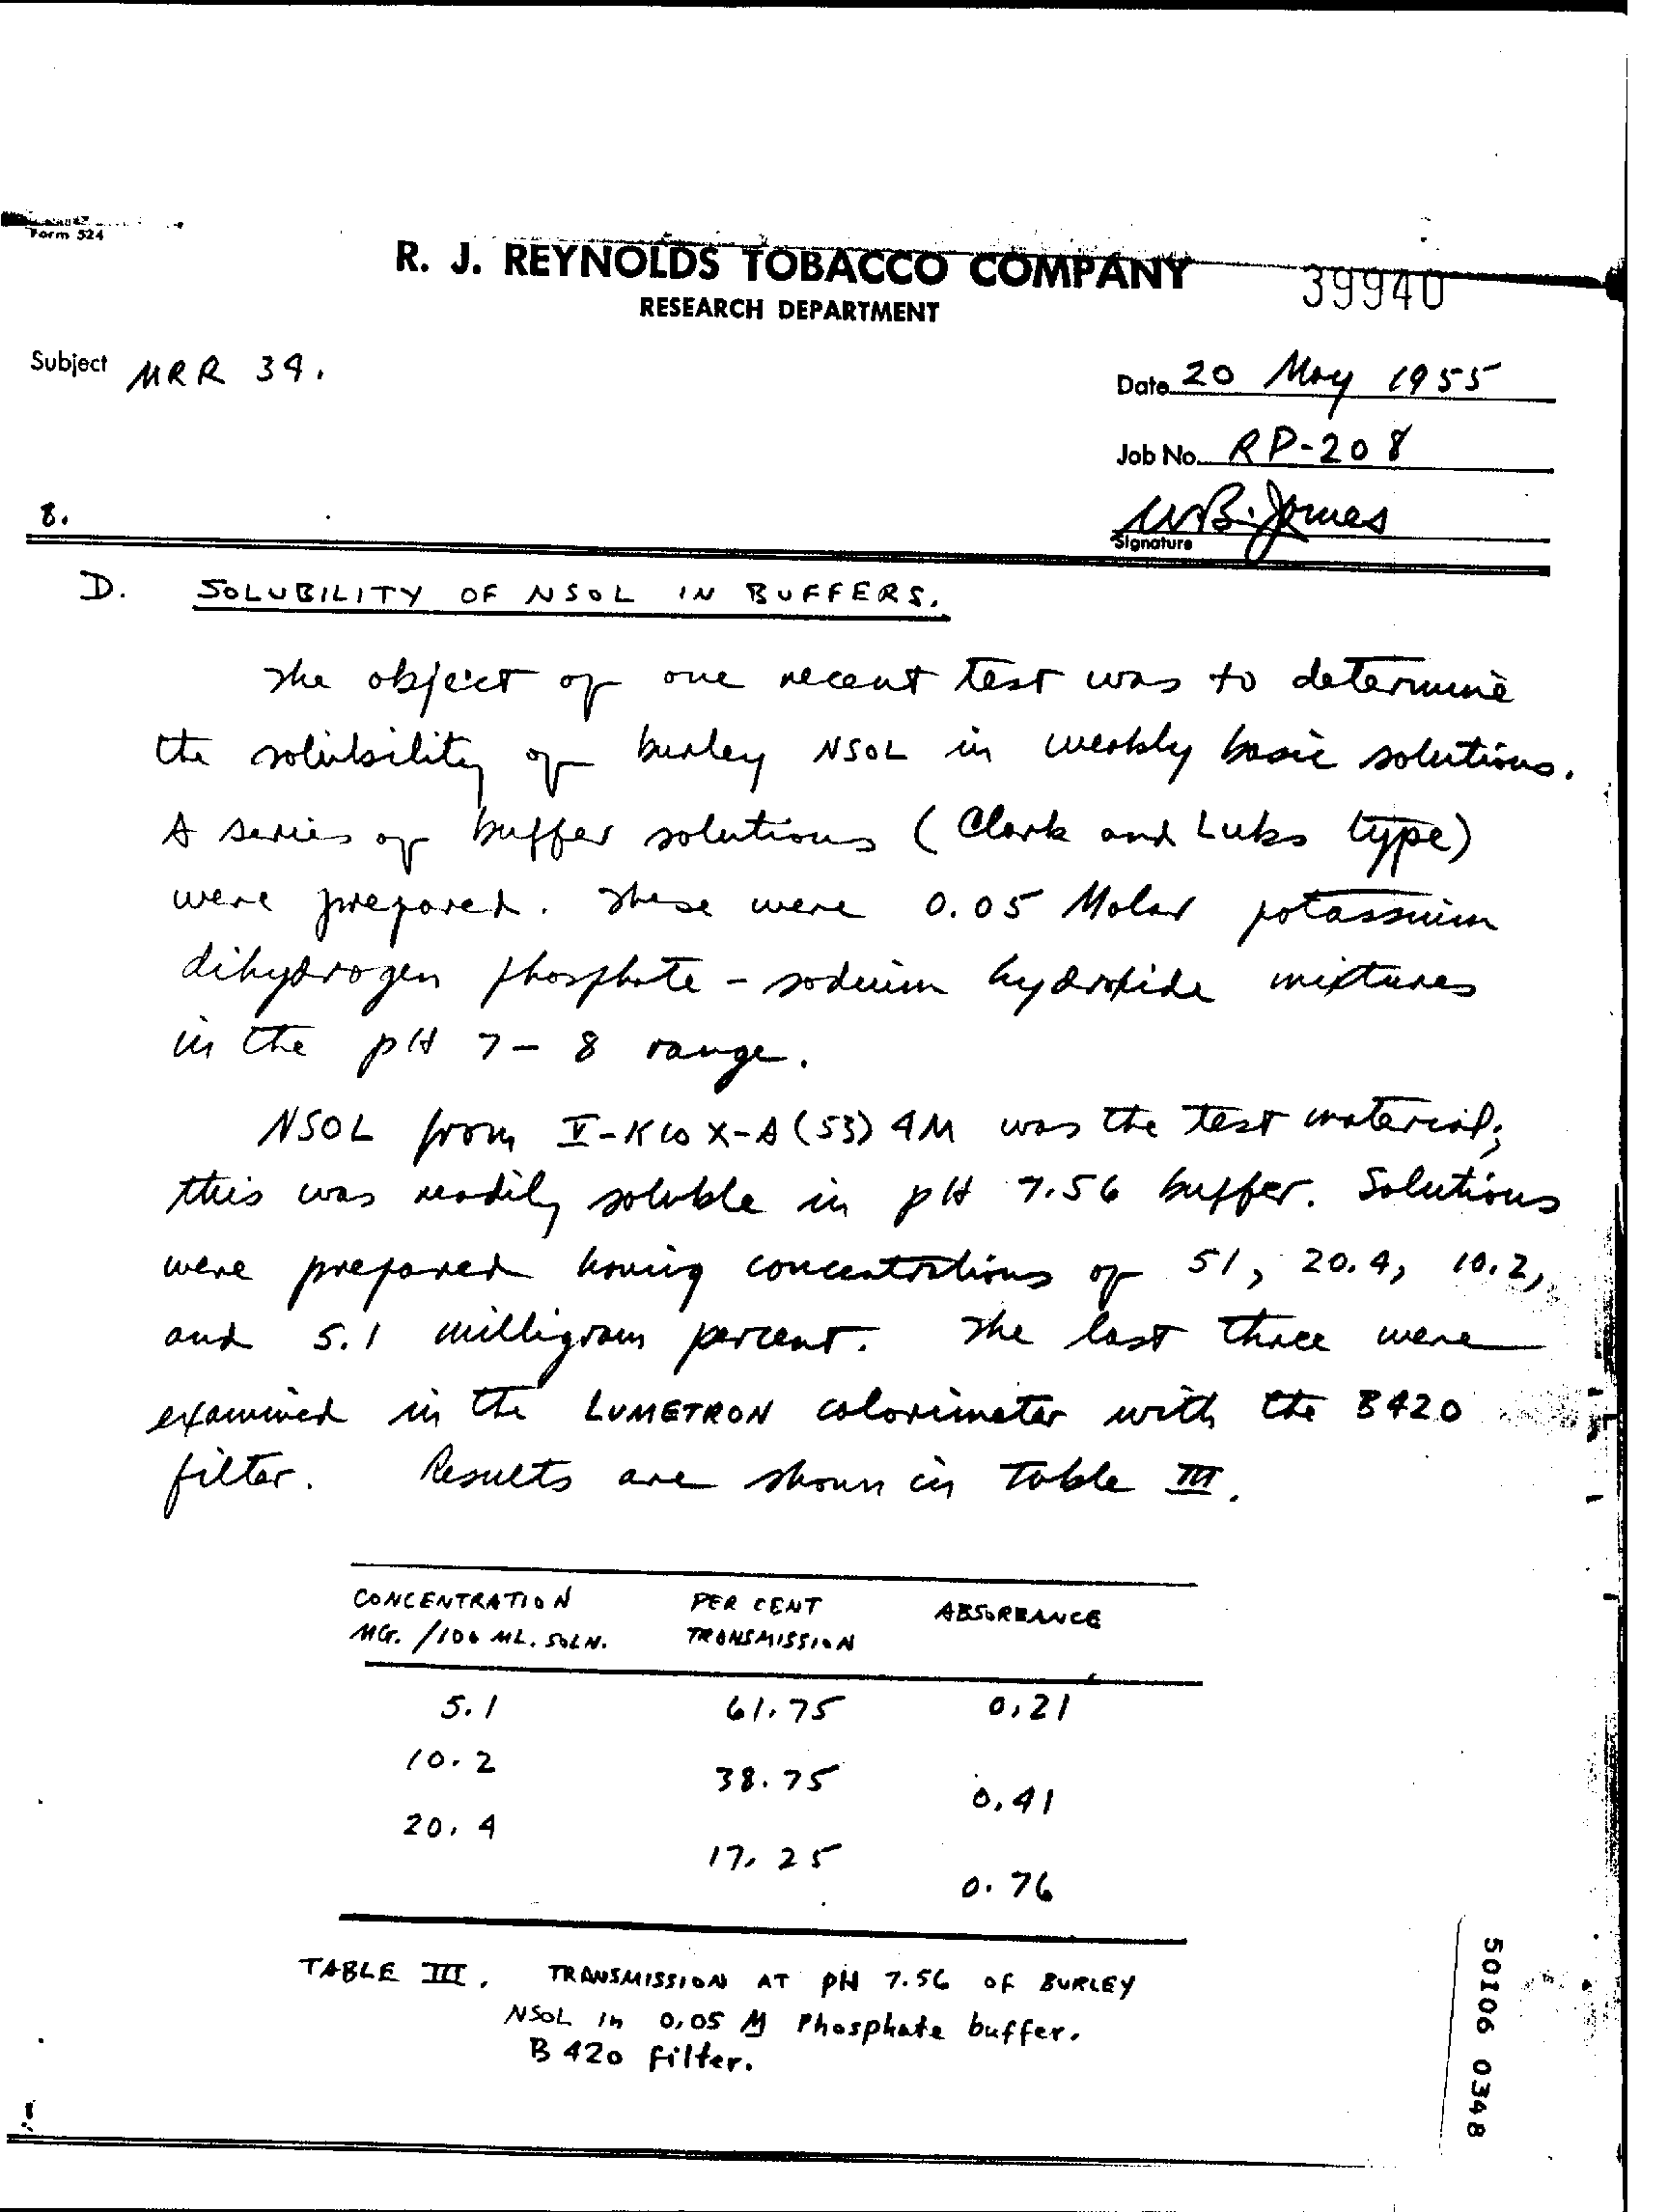 Form 524
R. J. REYNOLDS TOBACCO COMPANY
39940
RESEARCH DEPARTMENT
Subject MRR 34.
Date 20 May 1955
Job No. RP-208
W.B. James
Signature
8.
D. SOLUBILITY OF NSOL IN BUFFERS.
The object of one recent test was to determine
the solubility of burley NSOL in weakly basic solutions.
A series of buffer solutions (Clark and Lubs type)
were prepared. These were 0.05 Molar potassium
dihydrogen phosphate - sodium hydroxide mixtures
in the pH 7 - 8 range.
NSOL from (53) 4M was the test material;
this was readily soluble in pH 7.56 buffer. Solutions
were prepared having concentrations of 51, 20.4, 10.2,
and 5.1 milligram percent. The last three were
examined in the LUMETRON colorimeter with the B420
filter. Results are shown in Table III.
CONCENTRATION PER CENT ABSORBANCE
MG. /100 ML. SOLN. TRANSMISSION
5.1 61.75 0.21
10.2 38.75 0.41
20.4 17.25 0.76
TABLE III. TRANSMISSION AT pH 7.56 OF BURLEY
NSOL in 0.05 M Phosphate buffer.
B 420 filter.
50106 0348